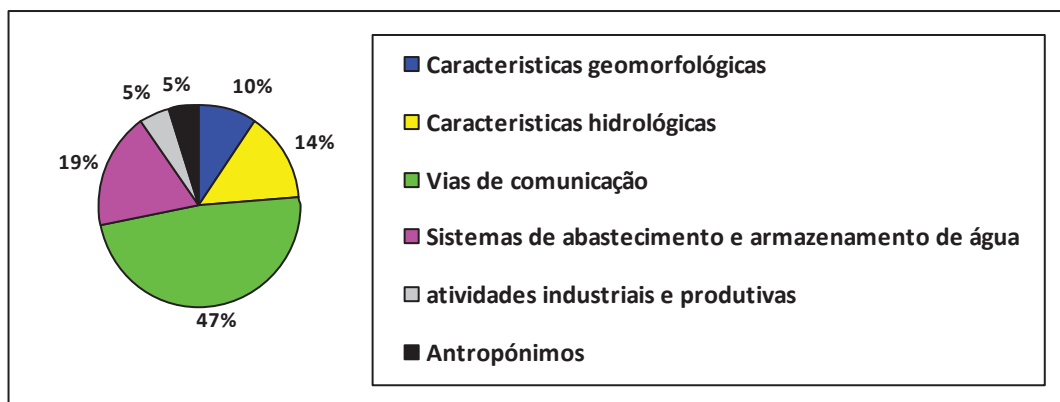 5%
5%
10%
14%
19%
47%
Caracteristicas geomorfológicas
Caracteristicas hidrológicas
Vias de comunicação
Sistemas de abastecimento e armazenamento de água
atividades industriais e produtivas
Antropónimos